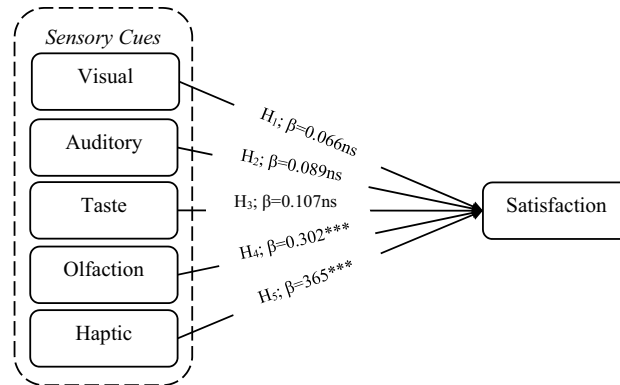 Sensory Cues
Visual
Auditory
Taste
Olfaction
Haptic
H1; β=0.066ns
H2; β=0.089ns
H3; β=0.107ns
H4; β=0.302***
H5; β=365***
Satisfaction